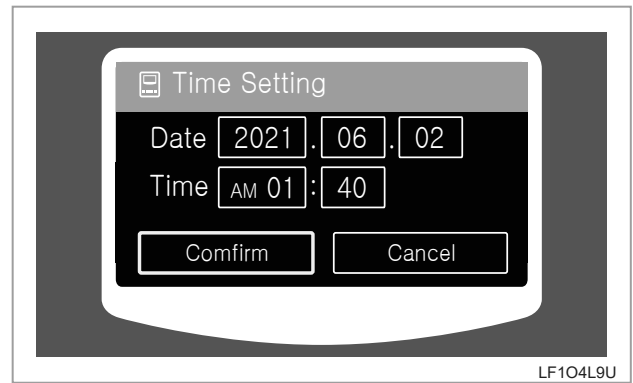 Time Setting
Date 2021 . 06 . 02
Time AM 01 : 40
Comfirm Cancel
LF1O4L9U